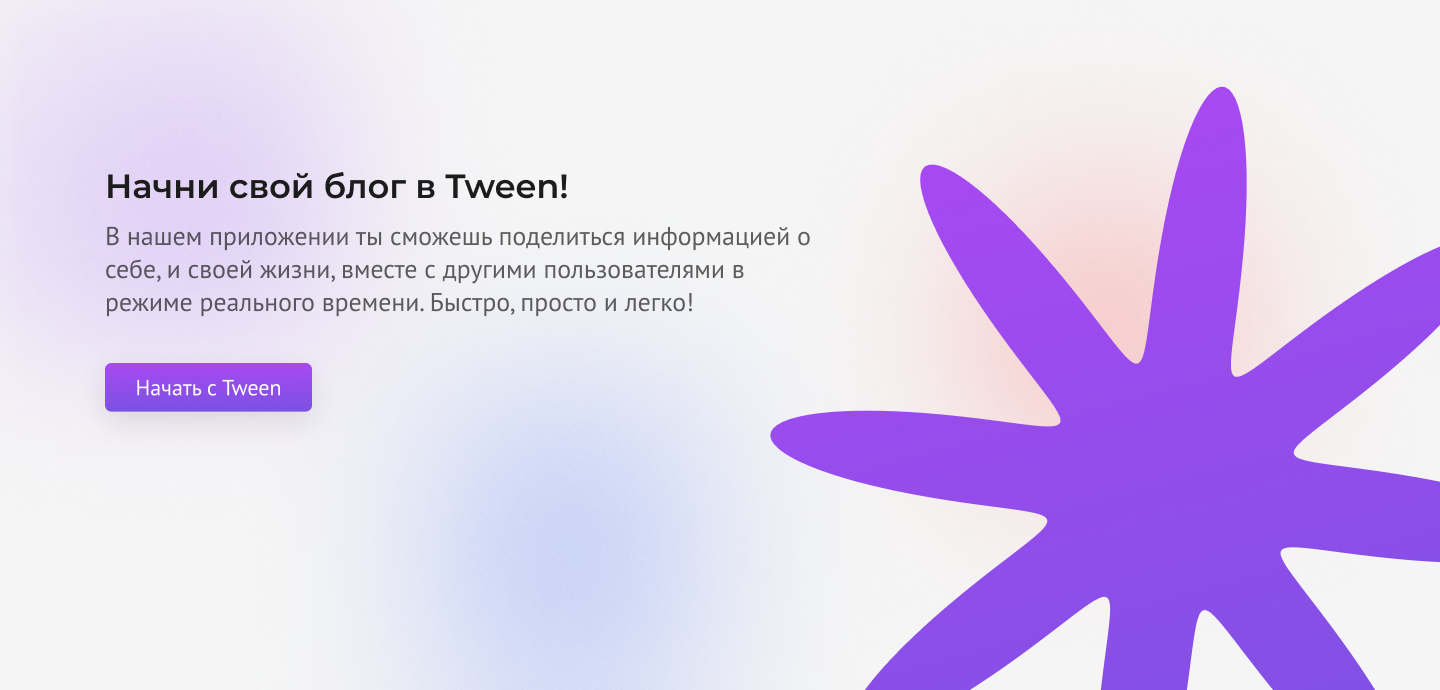 Начни свой блог в Tween!
В нашем приложении ты сможешь поделиться информацией о
себе, и своей жизни, вместе с другими пользователями в
режиме реального времени. Быстро, просто и легко!
Начать с Tween